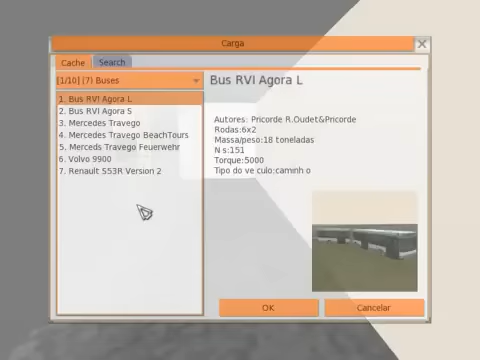 Carga
Cache
Search
[1/10] (7) Buses
1. Bus RVI Agora L
2. Bus RVI Agora S
3. Mercedes Travego
4. Mercedes Travego BeachTours
5. Merceds Travego Feuerwehr
6. Volvo 9900
7. Renault S53R Version 2
Bus RVI Agora L
Autores: Pricorde R.Oudet&Pricorde
Rodas:6x2
Massa/peso:18 toneladas
N s:151
Torque:5000
Tipo do ve culo:caminh o
OK
Cancelar